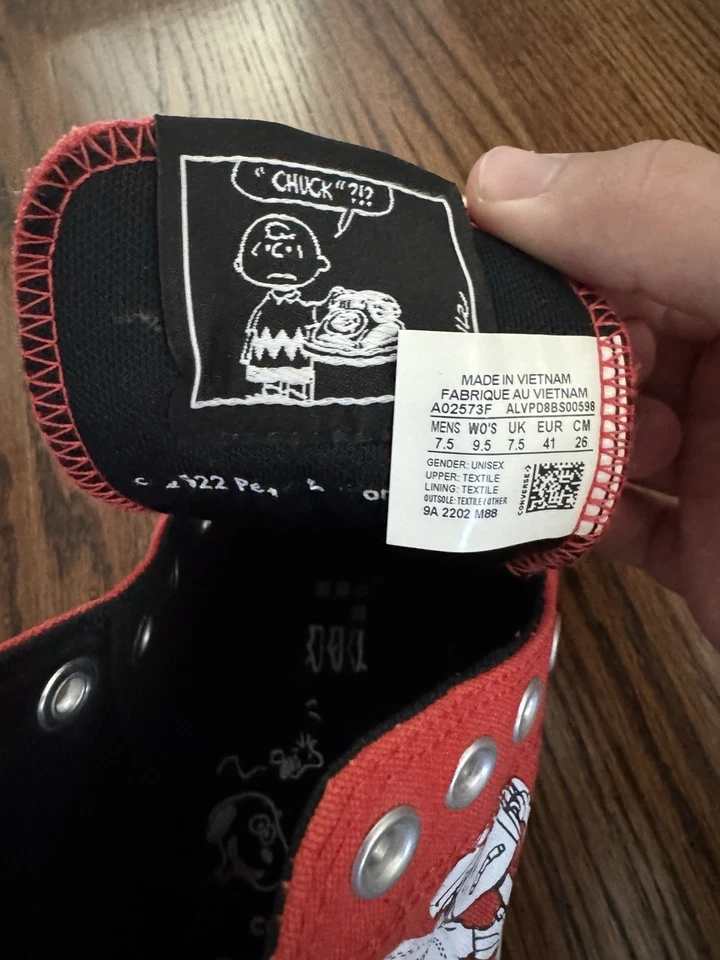 "CHUCK"?!?
MADE IN VIETNAM
FABRIQUE AU VIETNAM
A02573F ALVPD8BS00598
MENS WO'S UK EUR CM
7.5 9.5 7.5 41 26
GENDER: UNISEX
UPPER: TEXTILE
LINING: TEXTILE
OUTSOLE: TEXTILE / OTHER
9A 2202 M88
CONVERSE